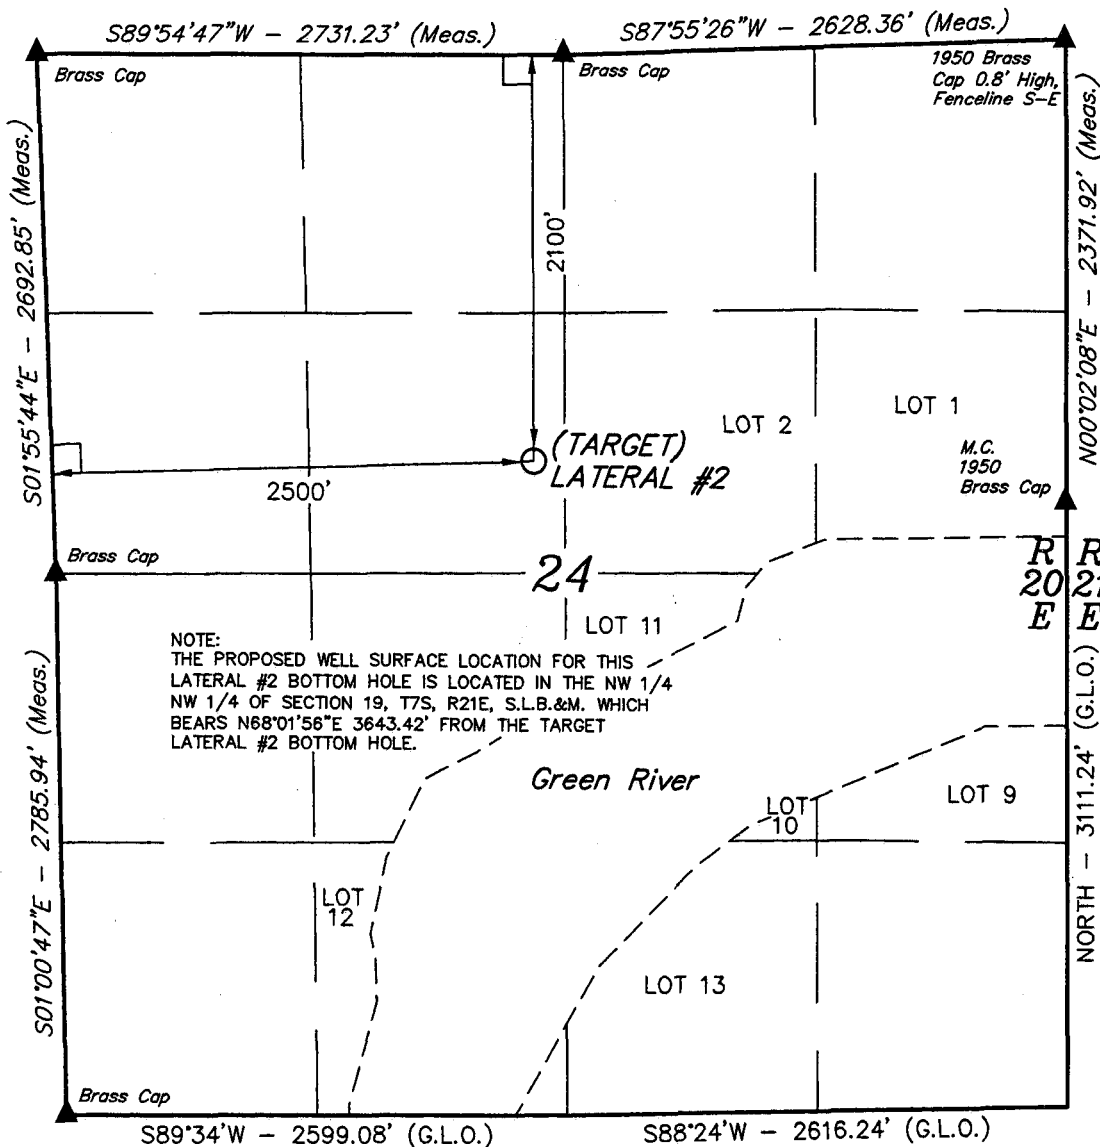 S89°54'47"W - 2731.23' (Meas.)
S87°55'26"W - 2628.36' (Meas.)
Brass Cap
Brass Cap
1950 Brass
Cap 0.8' High,
Fenceline S-E
S01°55'44"E - 2692.85' (Meas.)
N00°02'08"E - 2371.92' (Meas.)
2100'
LOT 2
LOT 1
(TARGET)
LATERAL #2
2500'
M.C.
1950
Brass Cap
Brass Cap
24
R R
20 21
E E
LOT 11
NOTE:
THE PROPOSED WELL SURFACE LOCATION FOR THIS
LATERAL #2 BOTTOM HOLE IS LOCATED IN THE NW 1/4
NW 1/4 OF SECTION 19, T7S, R21E, S.L.B.&M. WHICH
BEARS N68°01'56"E 3643.42' FROM THE TARGET
LATERAL #2 BOTTOM HOLE.
S01°00'47"E - 2785.94' (Meas.)
NORTH - 3111.24' (G.L.O.)
Green River
LOT
10
LOT 9
LOT
12
LOT 13
Brass Cap
S89°34'W - 2599.08' (G.L.O.)
S88°24'W - 2616.24' (G.L.O.)